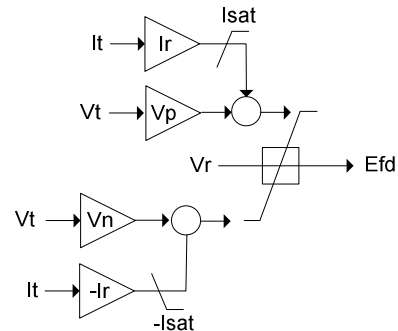 Isat
It Ir
Vt Vp
Vr Efd
Vt Vn
It -Ir
-Isat